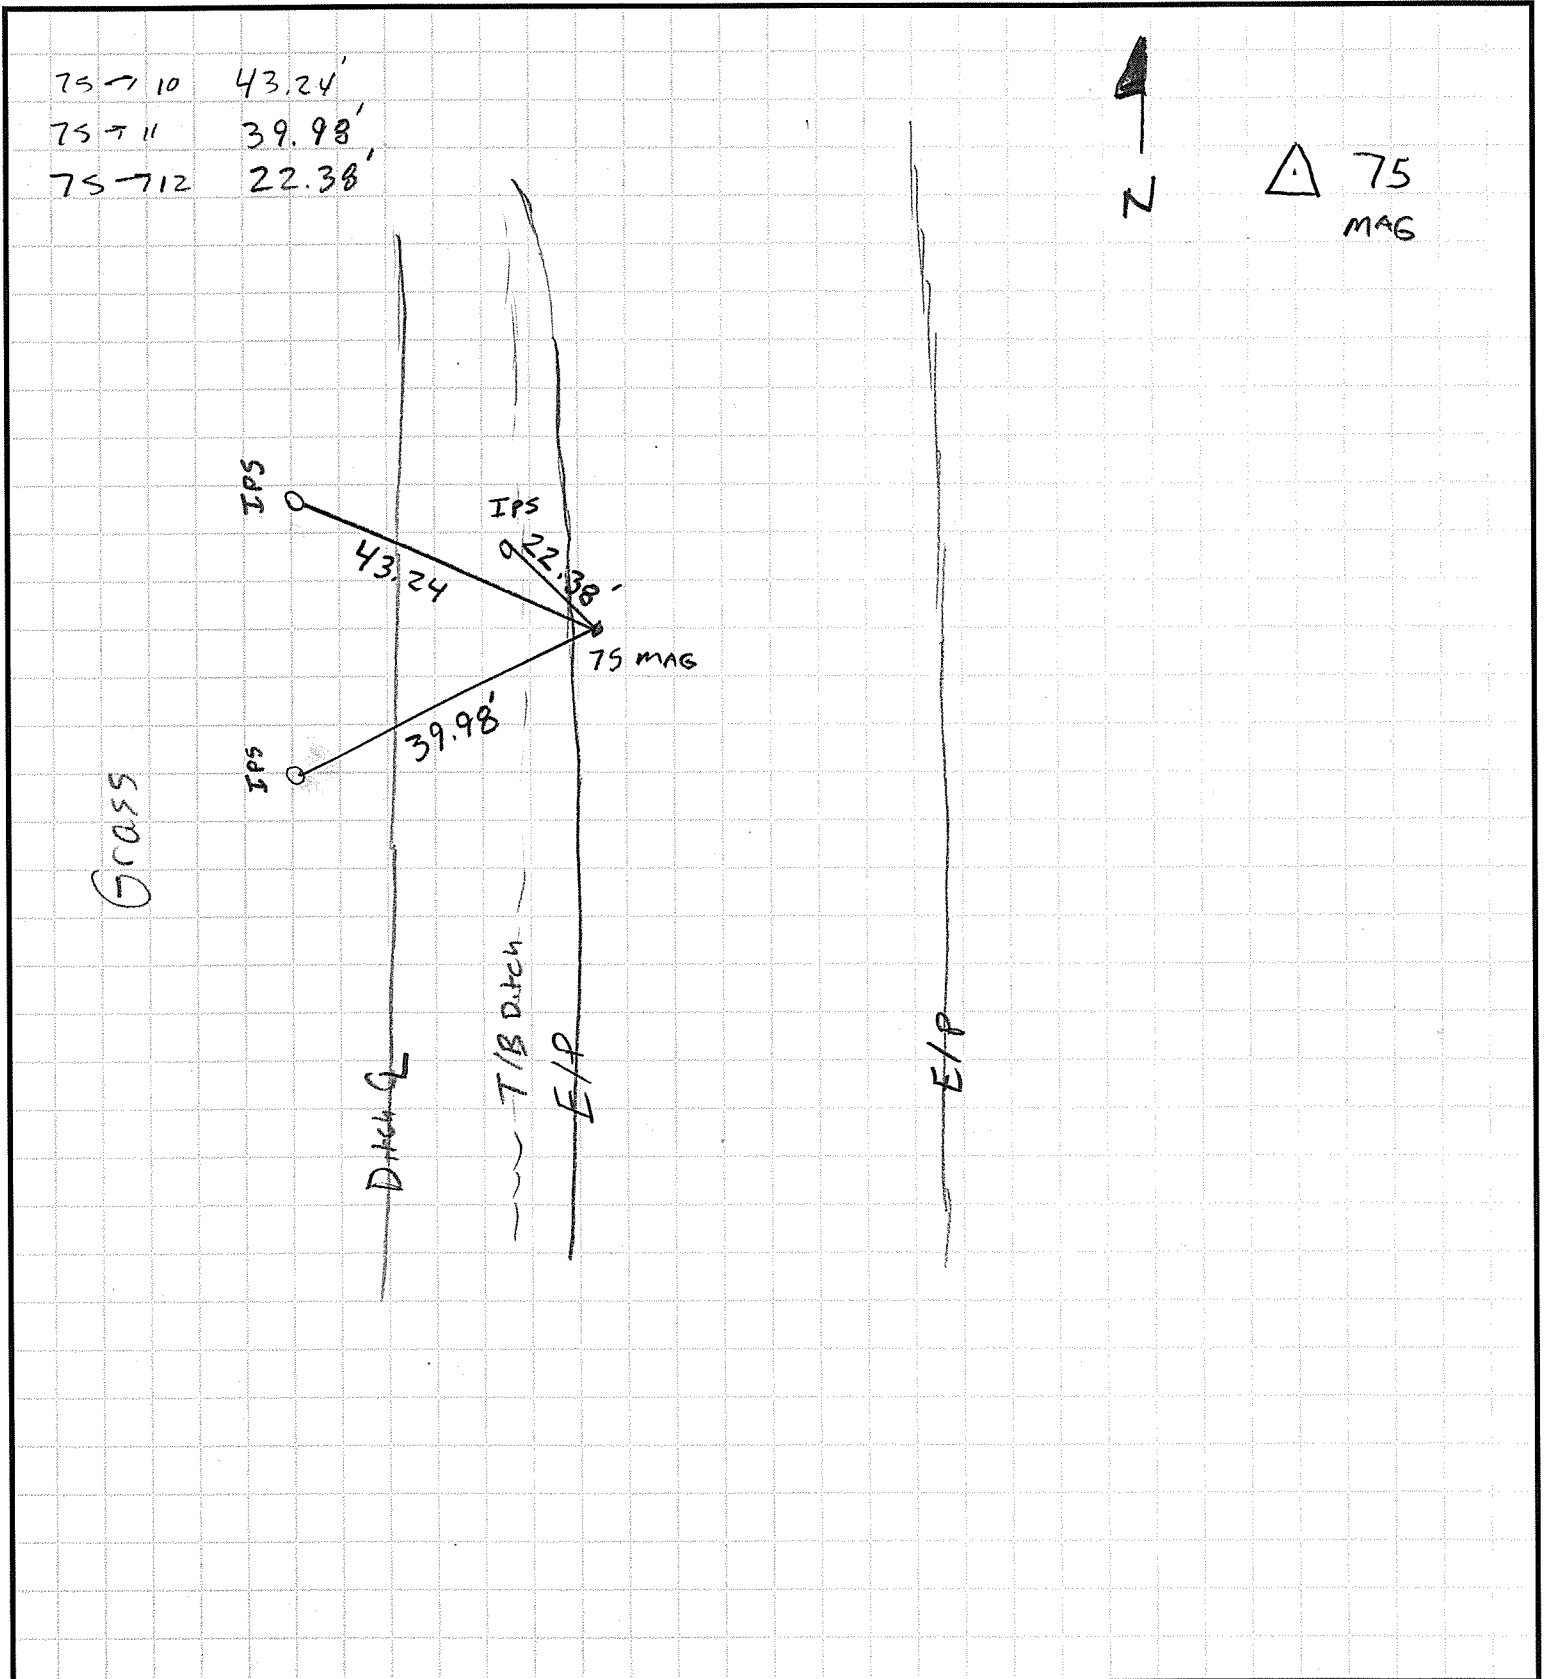 75 → 10 43.24'
75 → 11 39.98'
75 → 12 22.38'
N
75
MAG
IPS
IPS
43.24
22.38'
75 MAG
39.98'
IPS
Grass
T/B Ditch
E/P
E/P
Ditch ℄